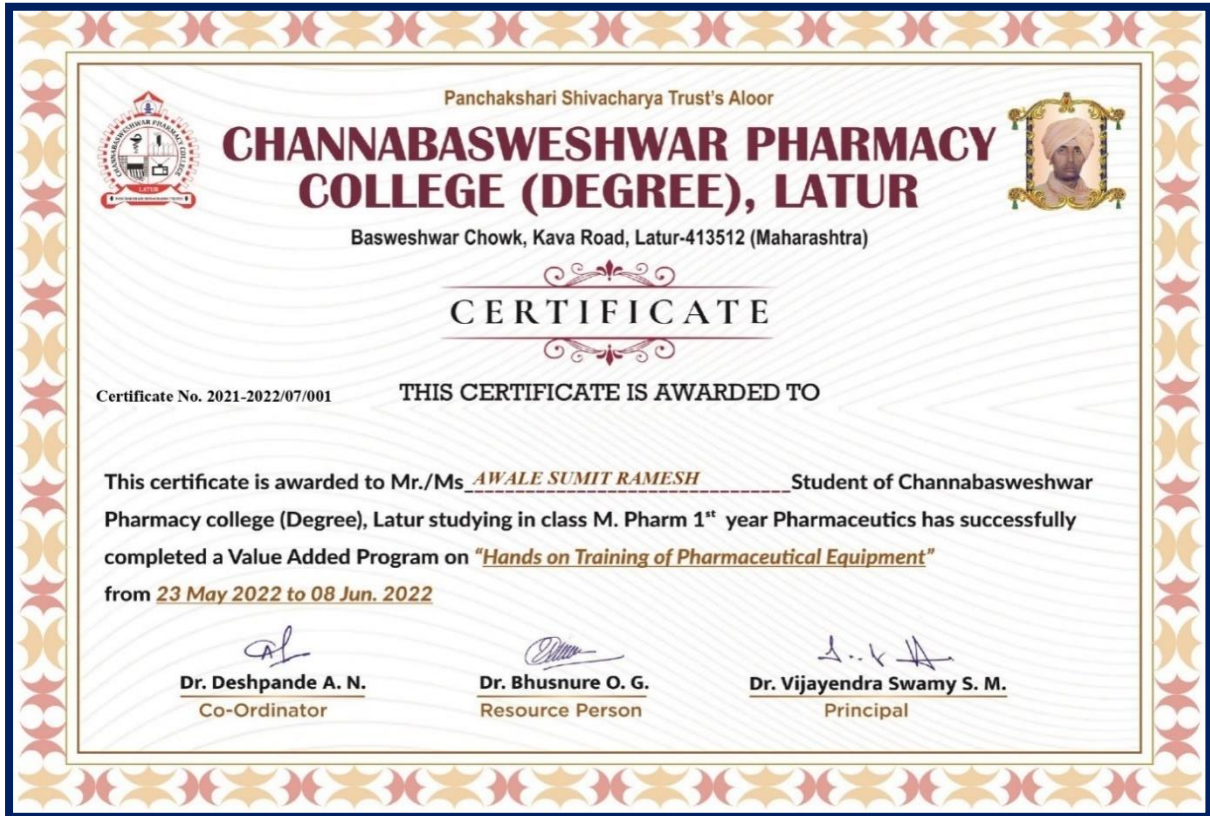 Panchakshari Shivacharya Trust's Aloor
CHANNABASWESHWAR PHARMACY
COLLEGE (DEGREE), LATUR
CHANNABASWESHWAR PHARMACY COLLEGE
LATUR
Basweshwar Chowk, Kava Road, Latur-413512 (Maharashtra)
CERTIFICATE
Certificate No. 2021-2022/07/001
THIS CERTIFICATE IS AWARDED TO
This certificate is awarded to Mr./Ms AWALE SUMIT RAMESH Student of Channabasweshwar
Pharmacy college (Degree), Latur studying in class M. Pharm 1st year Pharmaceutics has successfully
completed a Value Added Program on "Hands on Training of Pharmaceutical Equipment"
from 23 May 2022 to 08 Jun. 2022
Dr. Deshpande A. N.
Co-Ordinator
Dr. Bhusnure O. G.
Resource Person
Dr. Vijayendra Swamy S. M.
Principal